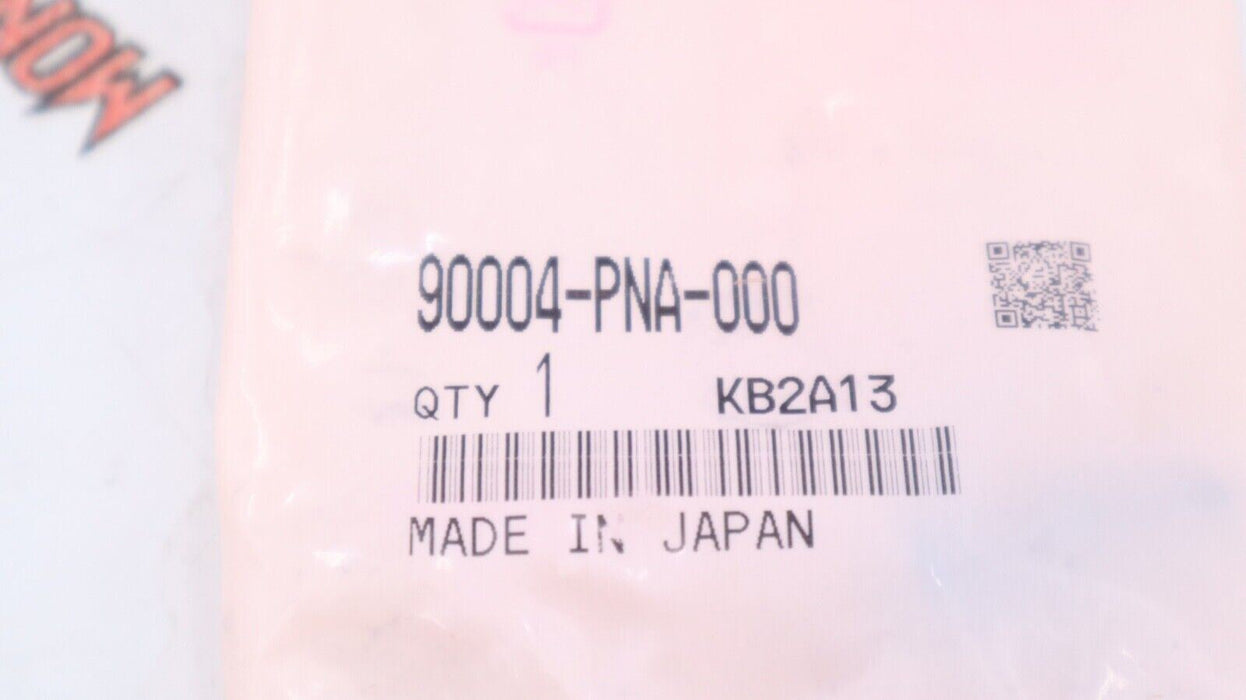 90004-PNA-000
QTY 1 KB2A13
MADE IN JAPAN